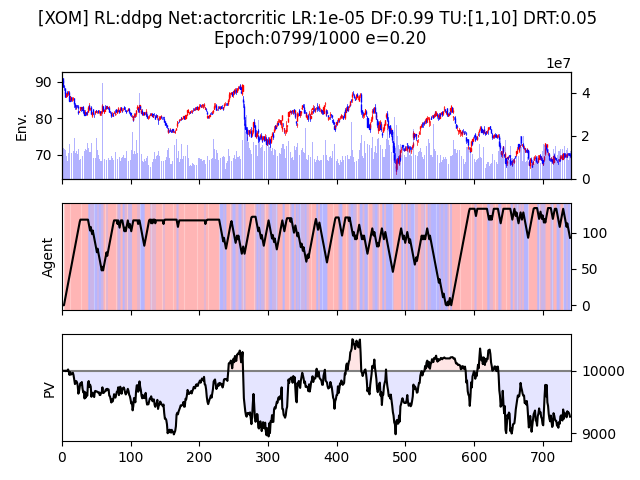 [XOM] RL:ddpg Net:actorcritic LR:1e-05 DF:0.99 TU:[1,10] DRT:0.05
Epoch:0799/1000 e=0.20
1e7
90
80
70
Env.
4
2
0
Agent
100
50
0
PV
10000
9000
0 100 200 300 400 500 600 700